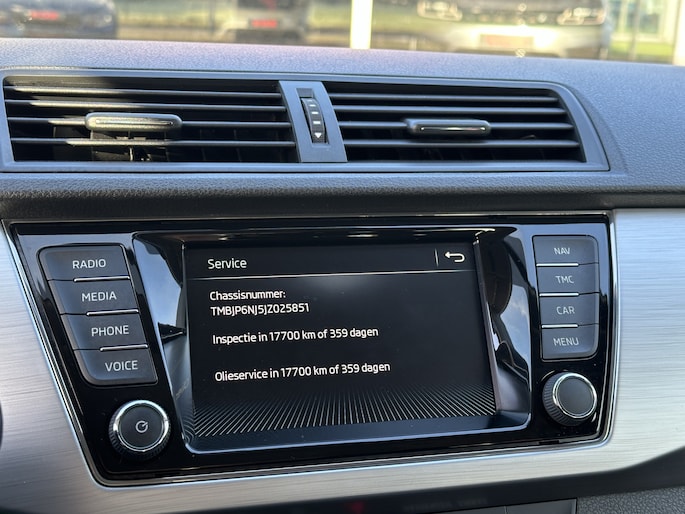 Service
Chassisnummer:
TMBJP6NJ5JZ025851
Inspectie in 17700 km of 359 dagen
Olieservice in 17700 km of 359 dagen
RADIO
MEDIA
PHONE
VOICE
NAV
TMC
CAR
MENU